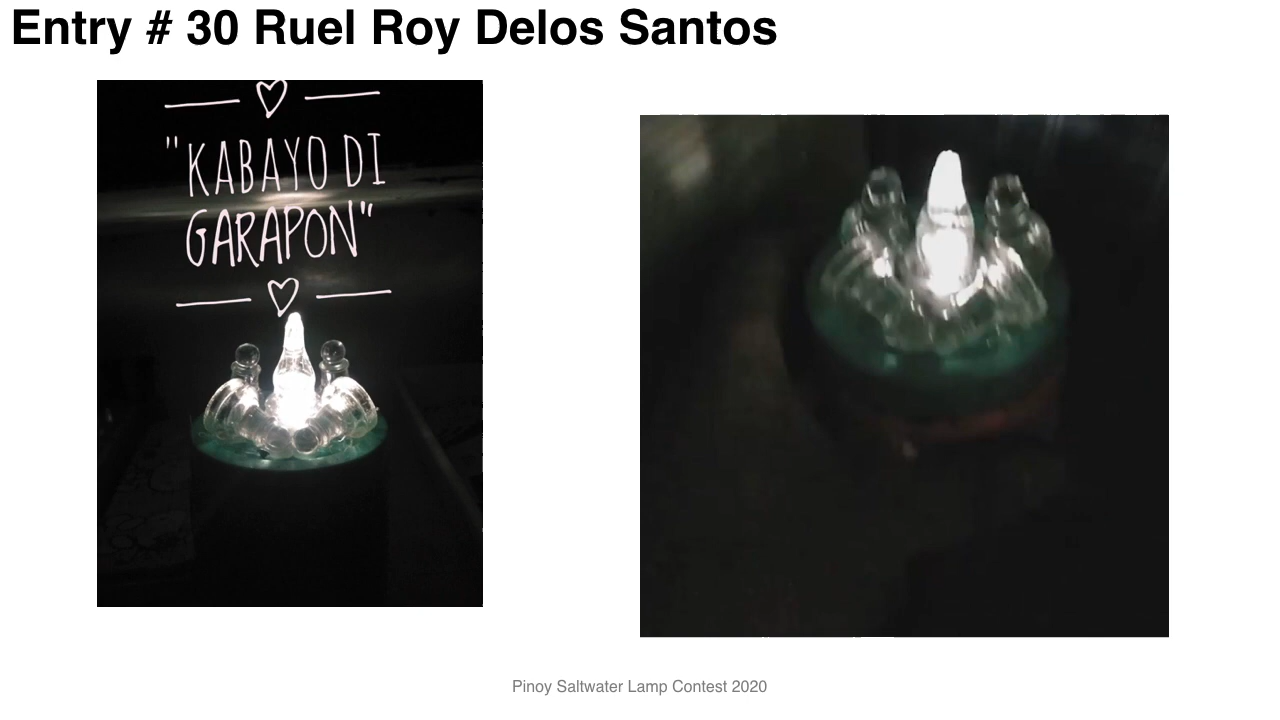 Entry # 30 Ruel Roy Delos Santos
"KABAYO DI
GARAPON"
Pinoy Saltwater Lamp Contest 2020